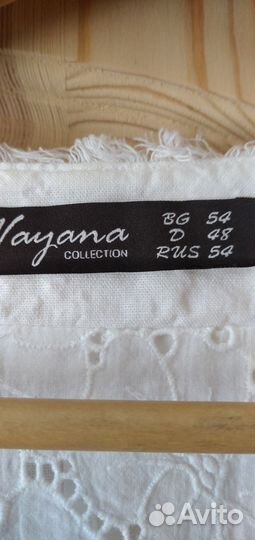 Vayana
COLLECTION
BG 54
D 48
RUS 54
Avito